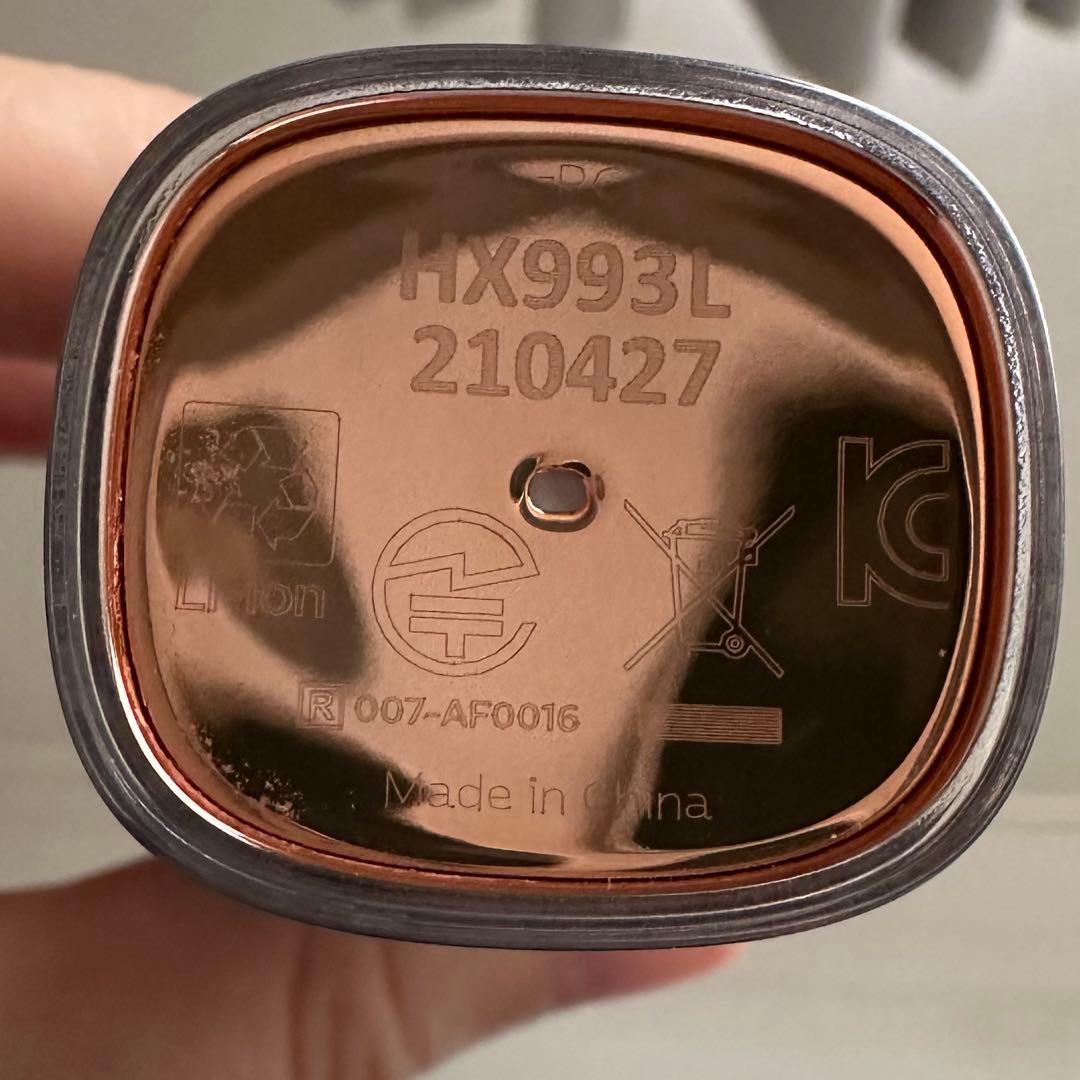 HX993L
210427
Li-Ion
R 007-AF0016
Made in China